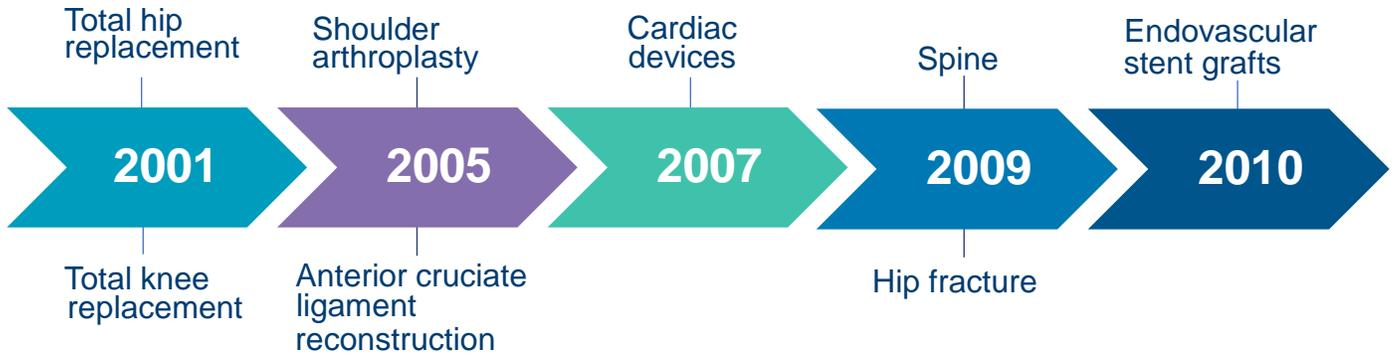 Total hip
replacement
Shoulder
arthroplasty
Cardiac
devices
Spine
Endovascular
stent grafts
2001
2005
2007
2009
2010
Total knee
replacement
Anterior cruciate
ligament
reconstruction
Hip fracture